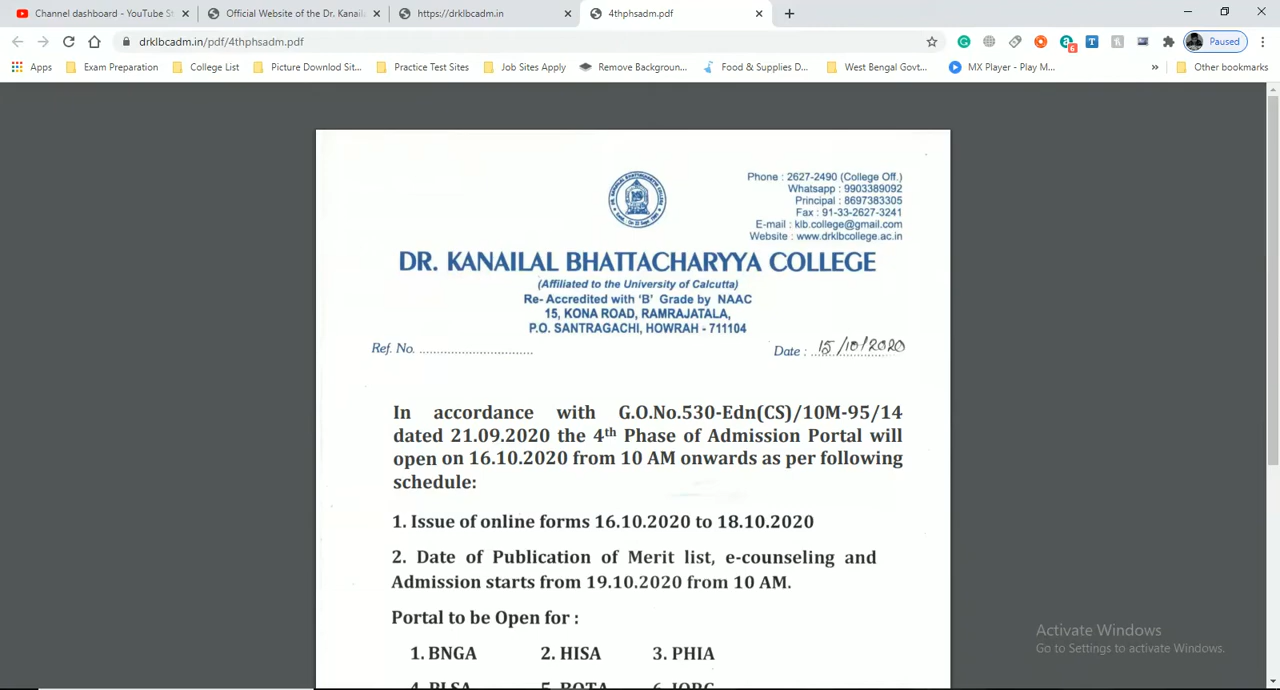 Channel dashboard - YouTube St
Official Website of the Dr. Kanaila
https://drklbcadm.in
4thphsadm.pdf
drklbcadm.in/pdf/4thphsadm.pdf
6
Paused
Apps
Exam Preparation
College List
Picture Downlod Sit...
Practice Test Sites
Job Sites Apply
Remove Backgroun...
Food & Supplies D...
West Bengal Govt...
MX Player - Play M...
»
Other bookmarks
Phone : 2627-2490 (College Off.)
Whatsapp : 9903389092
Principal : 8697383305
Fax : 91-33-2627-3241
E-mail : klb.college@gmail.com
Website : www.drklbcollege.ac.in
DR. KANAILAL BHATTACHARYYA COLLEGE
(Affiliated to the University of Calcutta)
Re- Accredited with 'B' Grade by NAAC
15, KONA ROAD, RAMRAJATALA,
P.O. SANTRAGACHI, HOWRAH - 711104
Ref. No. ................................
Date : 15/10/2020
In accordance with G.O.No.530-Edn(CS)/10M-95/14
dated 21.09.2020 the 4th Phase of Admission Portal will
open on 16.10.2020 from 10 AM onwards as per following
schedule:
1. Issue of online forms 16.10.2020 to 18.10.2020
2. Date of Publication of Merit list, e-counseling and
Admission starts from 19.10.2020 from 10 AM.
Portal to be Open for :
1. BNGA 2. HISA 3. PHIA
4. PLSA 5. BOTA 6. JORG
Activate Windows
Go to Settings to activate Windows.